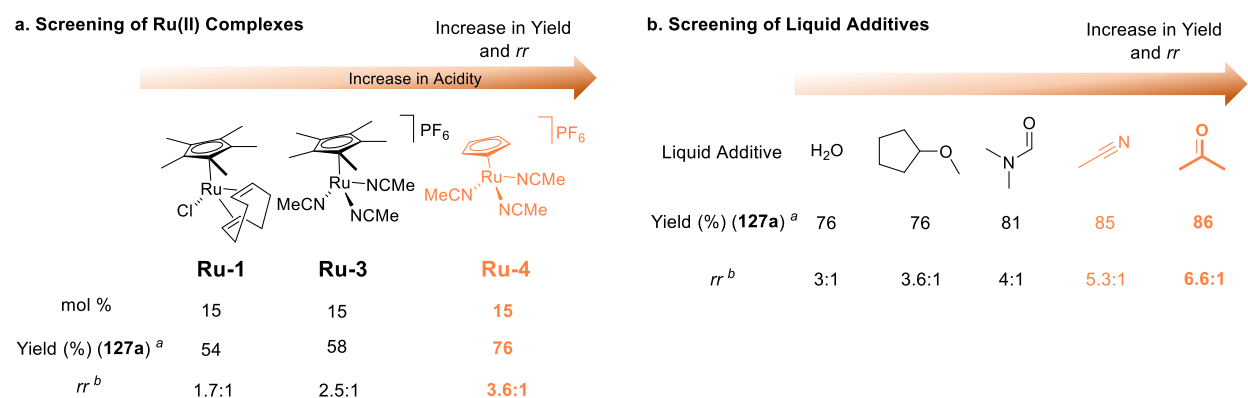 a. Screening of Ru(II) Complexes
Increase in Yield
and rr
Increase in Acidity
Ru
Cl
PF6
Ru
NCMe
MeCN
NCMe
PF6
Ru
NCMe
MeCN
NCMe
Ru-1 Ru-3 Ru-4
mol % 15 15 15
Yield (%) (127a) a 54 58 76
rr b 1.7:1 2.5:1 3.6:1
b. Screening of Liquid Additives
Increase in Yield
and rr
Liquid Additive H2O O N O N O
Yield (%) (127a) a 76 76 81 85 86
rr b 3:1 3.6:1 4:1 5.3:1 6.6:1